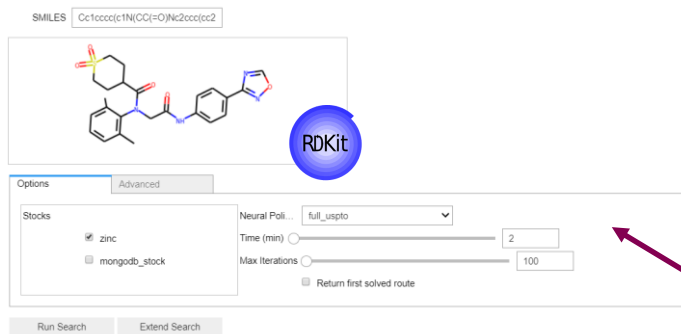 SMILES Cc1cccc(c1N(CC(=O)Nc2ccc(cc2
O
S
O
O
N
O
NH
N
O
N
RDKit
Options Advanced
Stocks Neural Poli... full_uspto
zinc Time (min) 2
mongodb_stock Max Iterations 100
Return first solved route
Run Search Extend Search